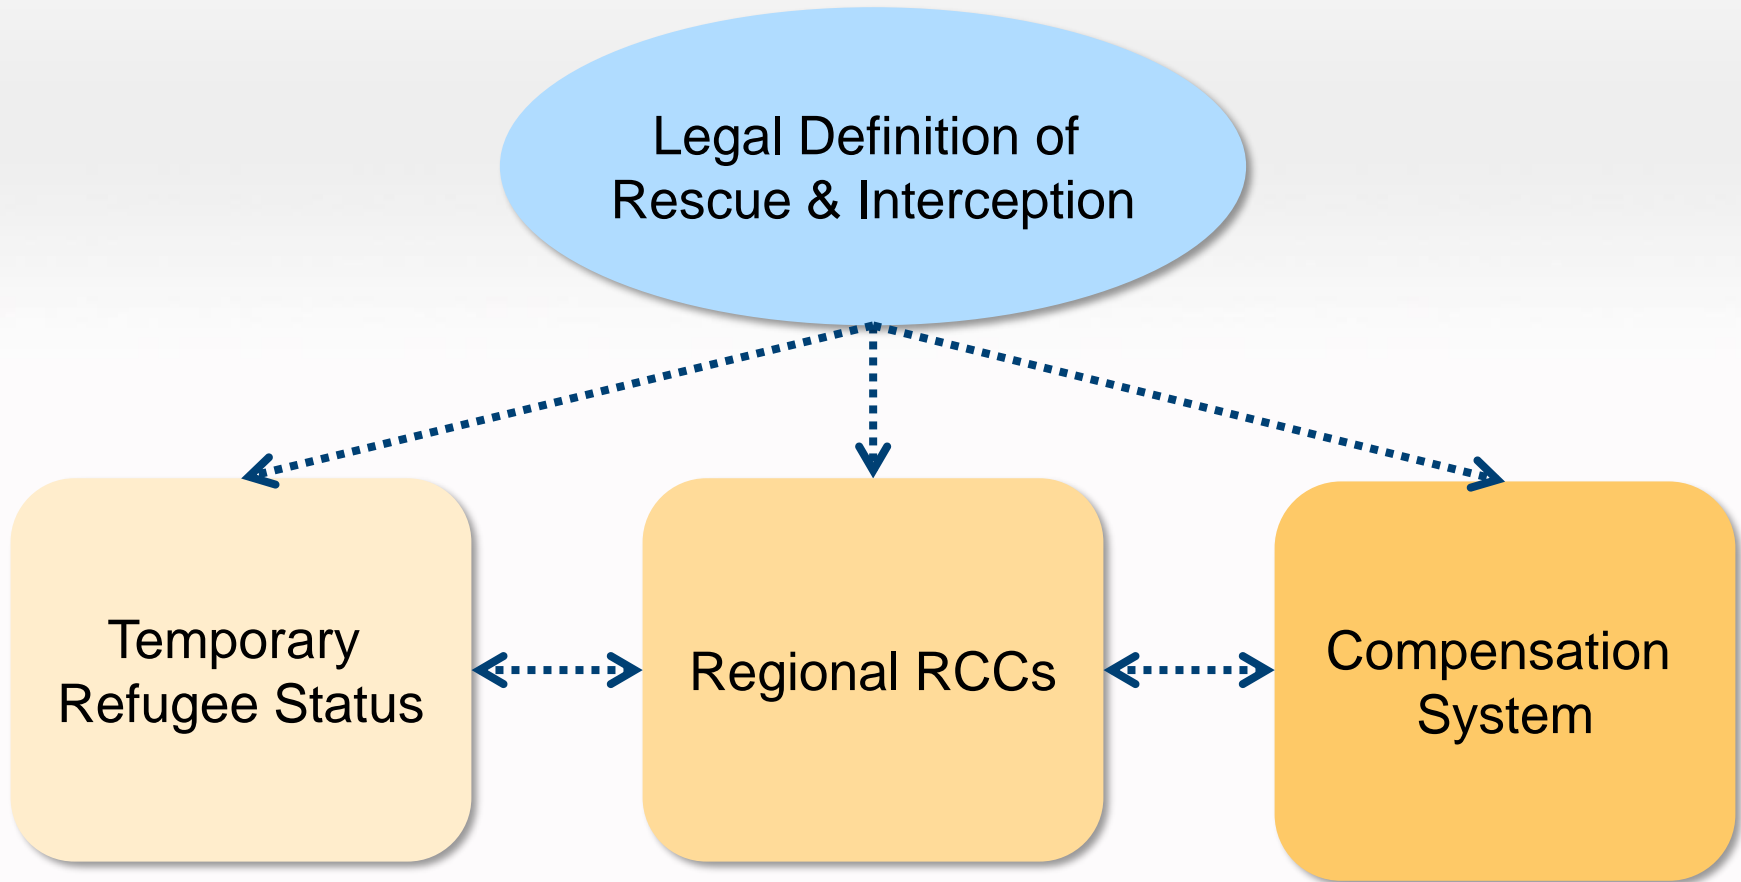 Legal Definition of
Rescue & Interception
Temporary
Refugee Status
Regional RCCs
Compensation
System